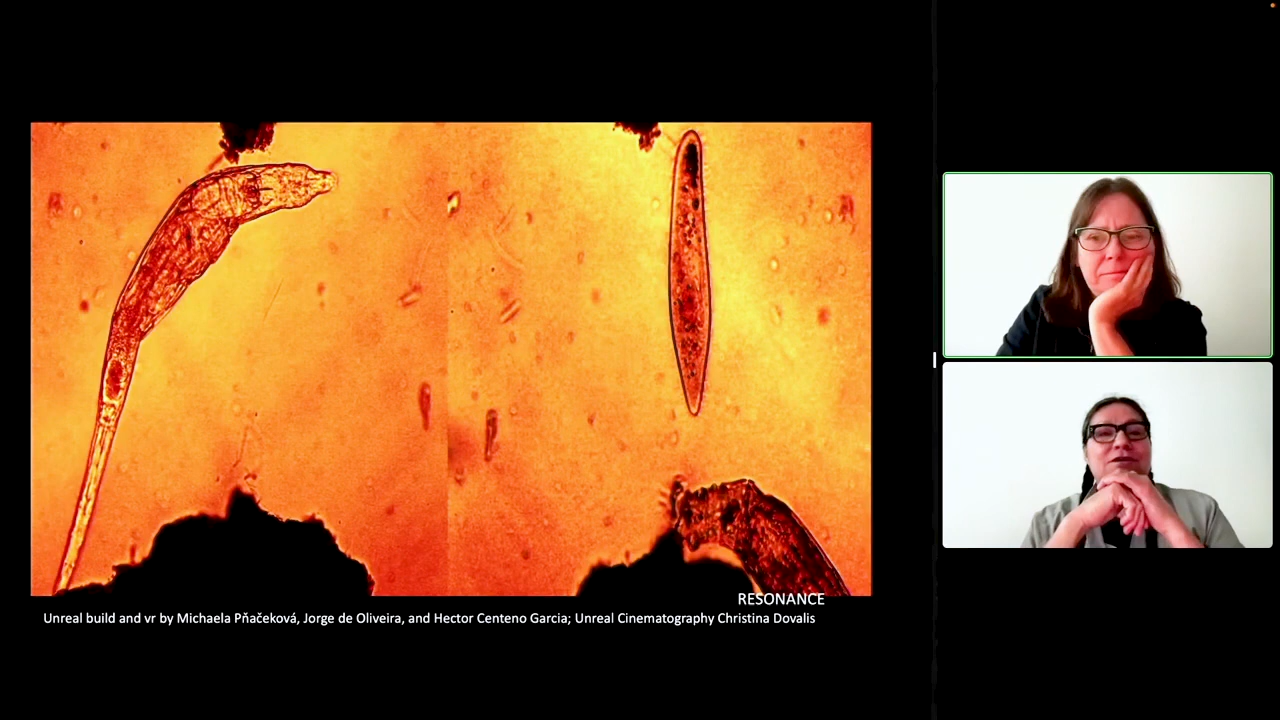 RESONANCE
Unreal build and vr by Michaela Pňačeková, Jorge de Oliveira, and Hector Centeno Garcia; Unreal Cinematography Christina Dovalis